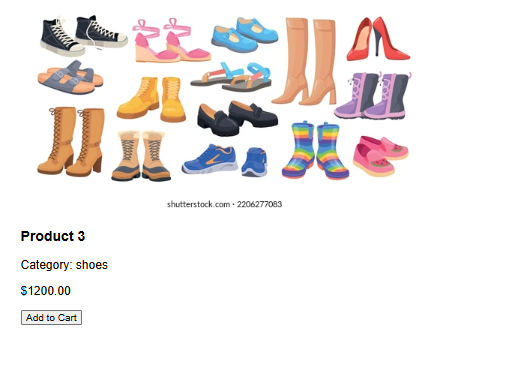 shutterstock.com · 2206277083
Product 3
Category: shoes
$1200.00
Add to Cart